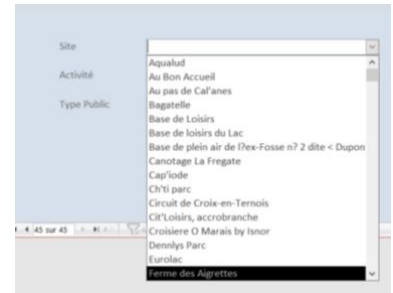 Site
Activité
Type Public
Aqualud
Au Bon Accueil
Au pas de Cal'anes
Bagatelle
Base de Loisirs
Base de loisirs du Lac
Base de plein air de l?ex-Fosse n? 2 dite < Dupon
Canotage La Fregate
Cap'iode
Ch'ti parc
Circuit de Croix-en-Ternois
Cit'Loisirs, accrobranche
Croisiere O Marais by Isnor
Dennlys Parc
Eurolac
Ferme des Aigrettes
45 sur 45